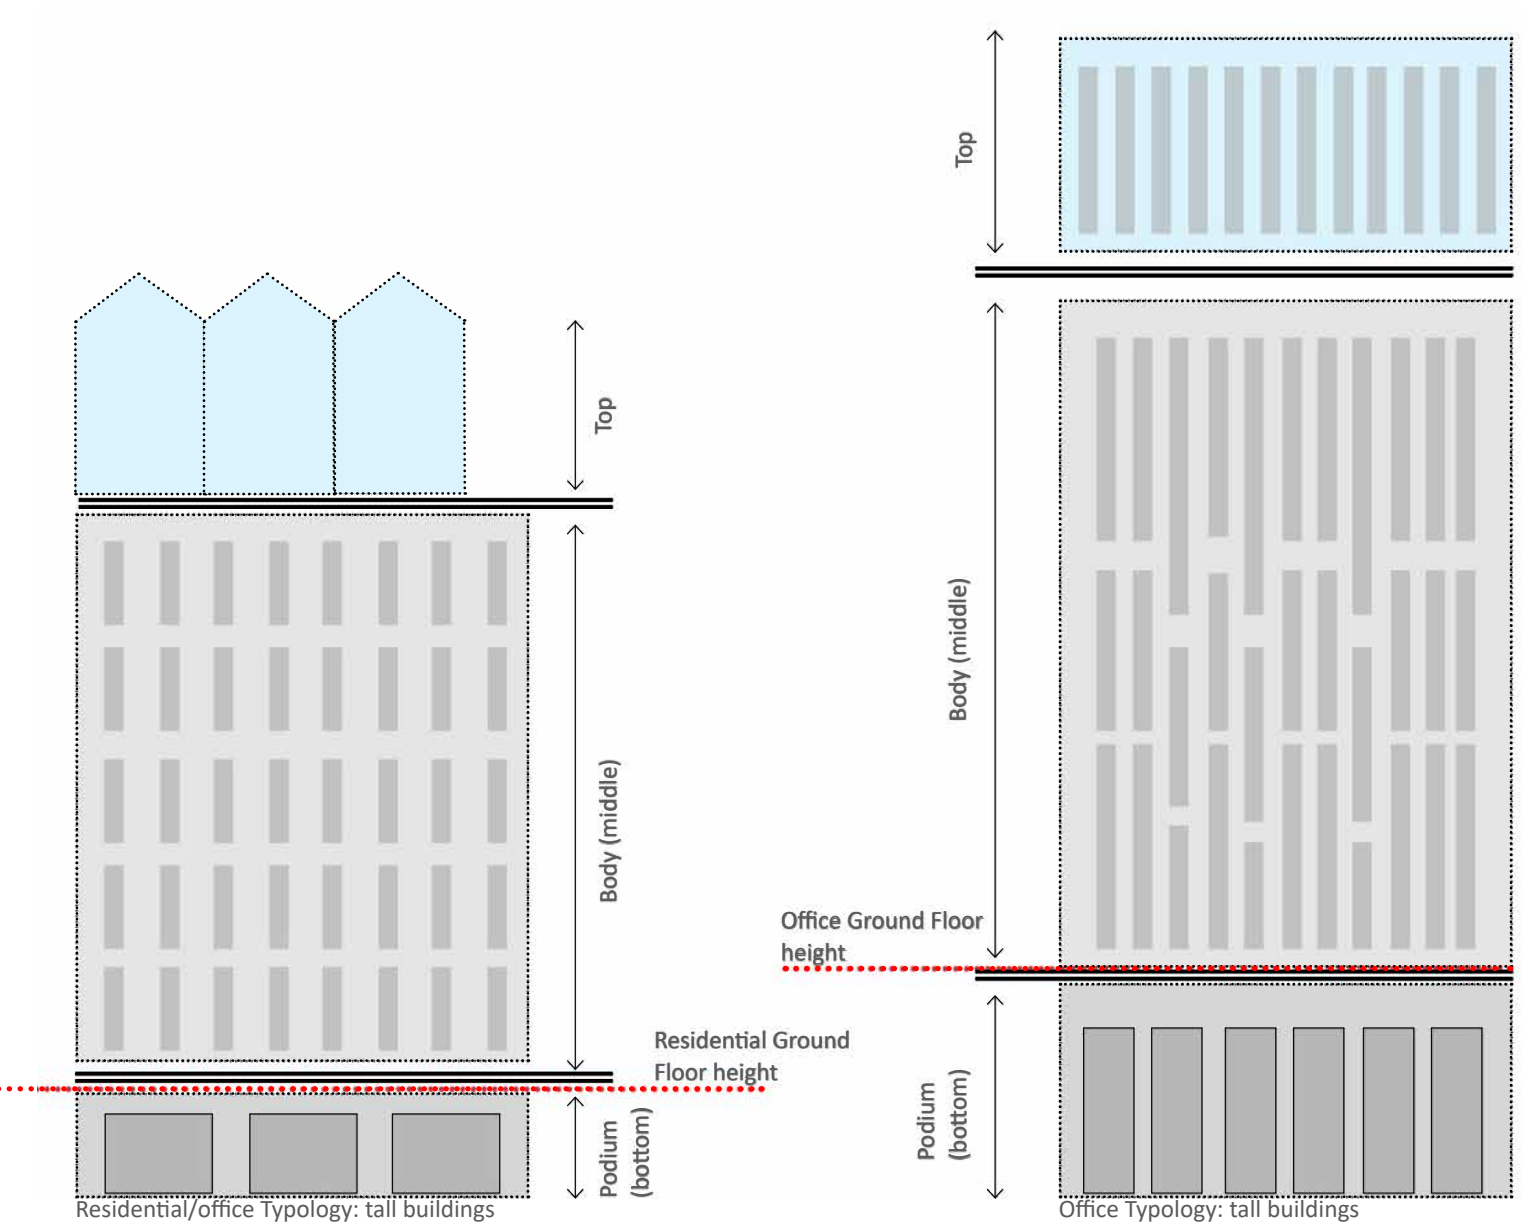 Top
Body (middle)
Residential Ground
Floor height
Podium
(bottom)
Residential/office Typology: tall buildings
Top
Body (middle)
Office Ground Floor
height
Podium
(bottom)
Office Typology: tall buildings